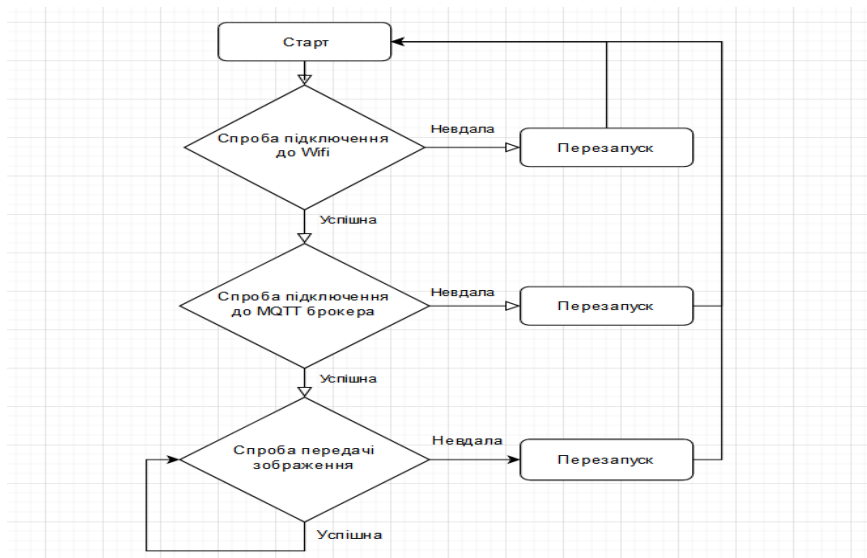 Старт
Спроба підключення
до Wifi
Невдала
Перезапуск
Успішна
Спроба підключення
до MQTT брокера
Невдала
Перезапуск
Успішна
Спроба передачі
зображення
Невдала
Перезапуск
Успішна